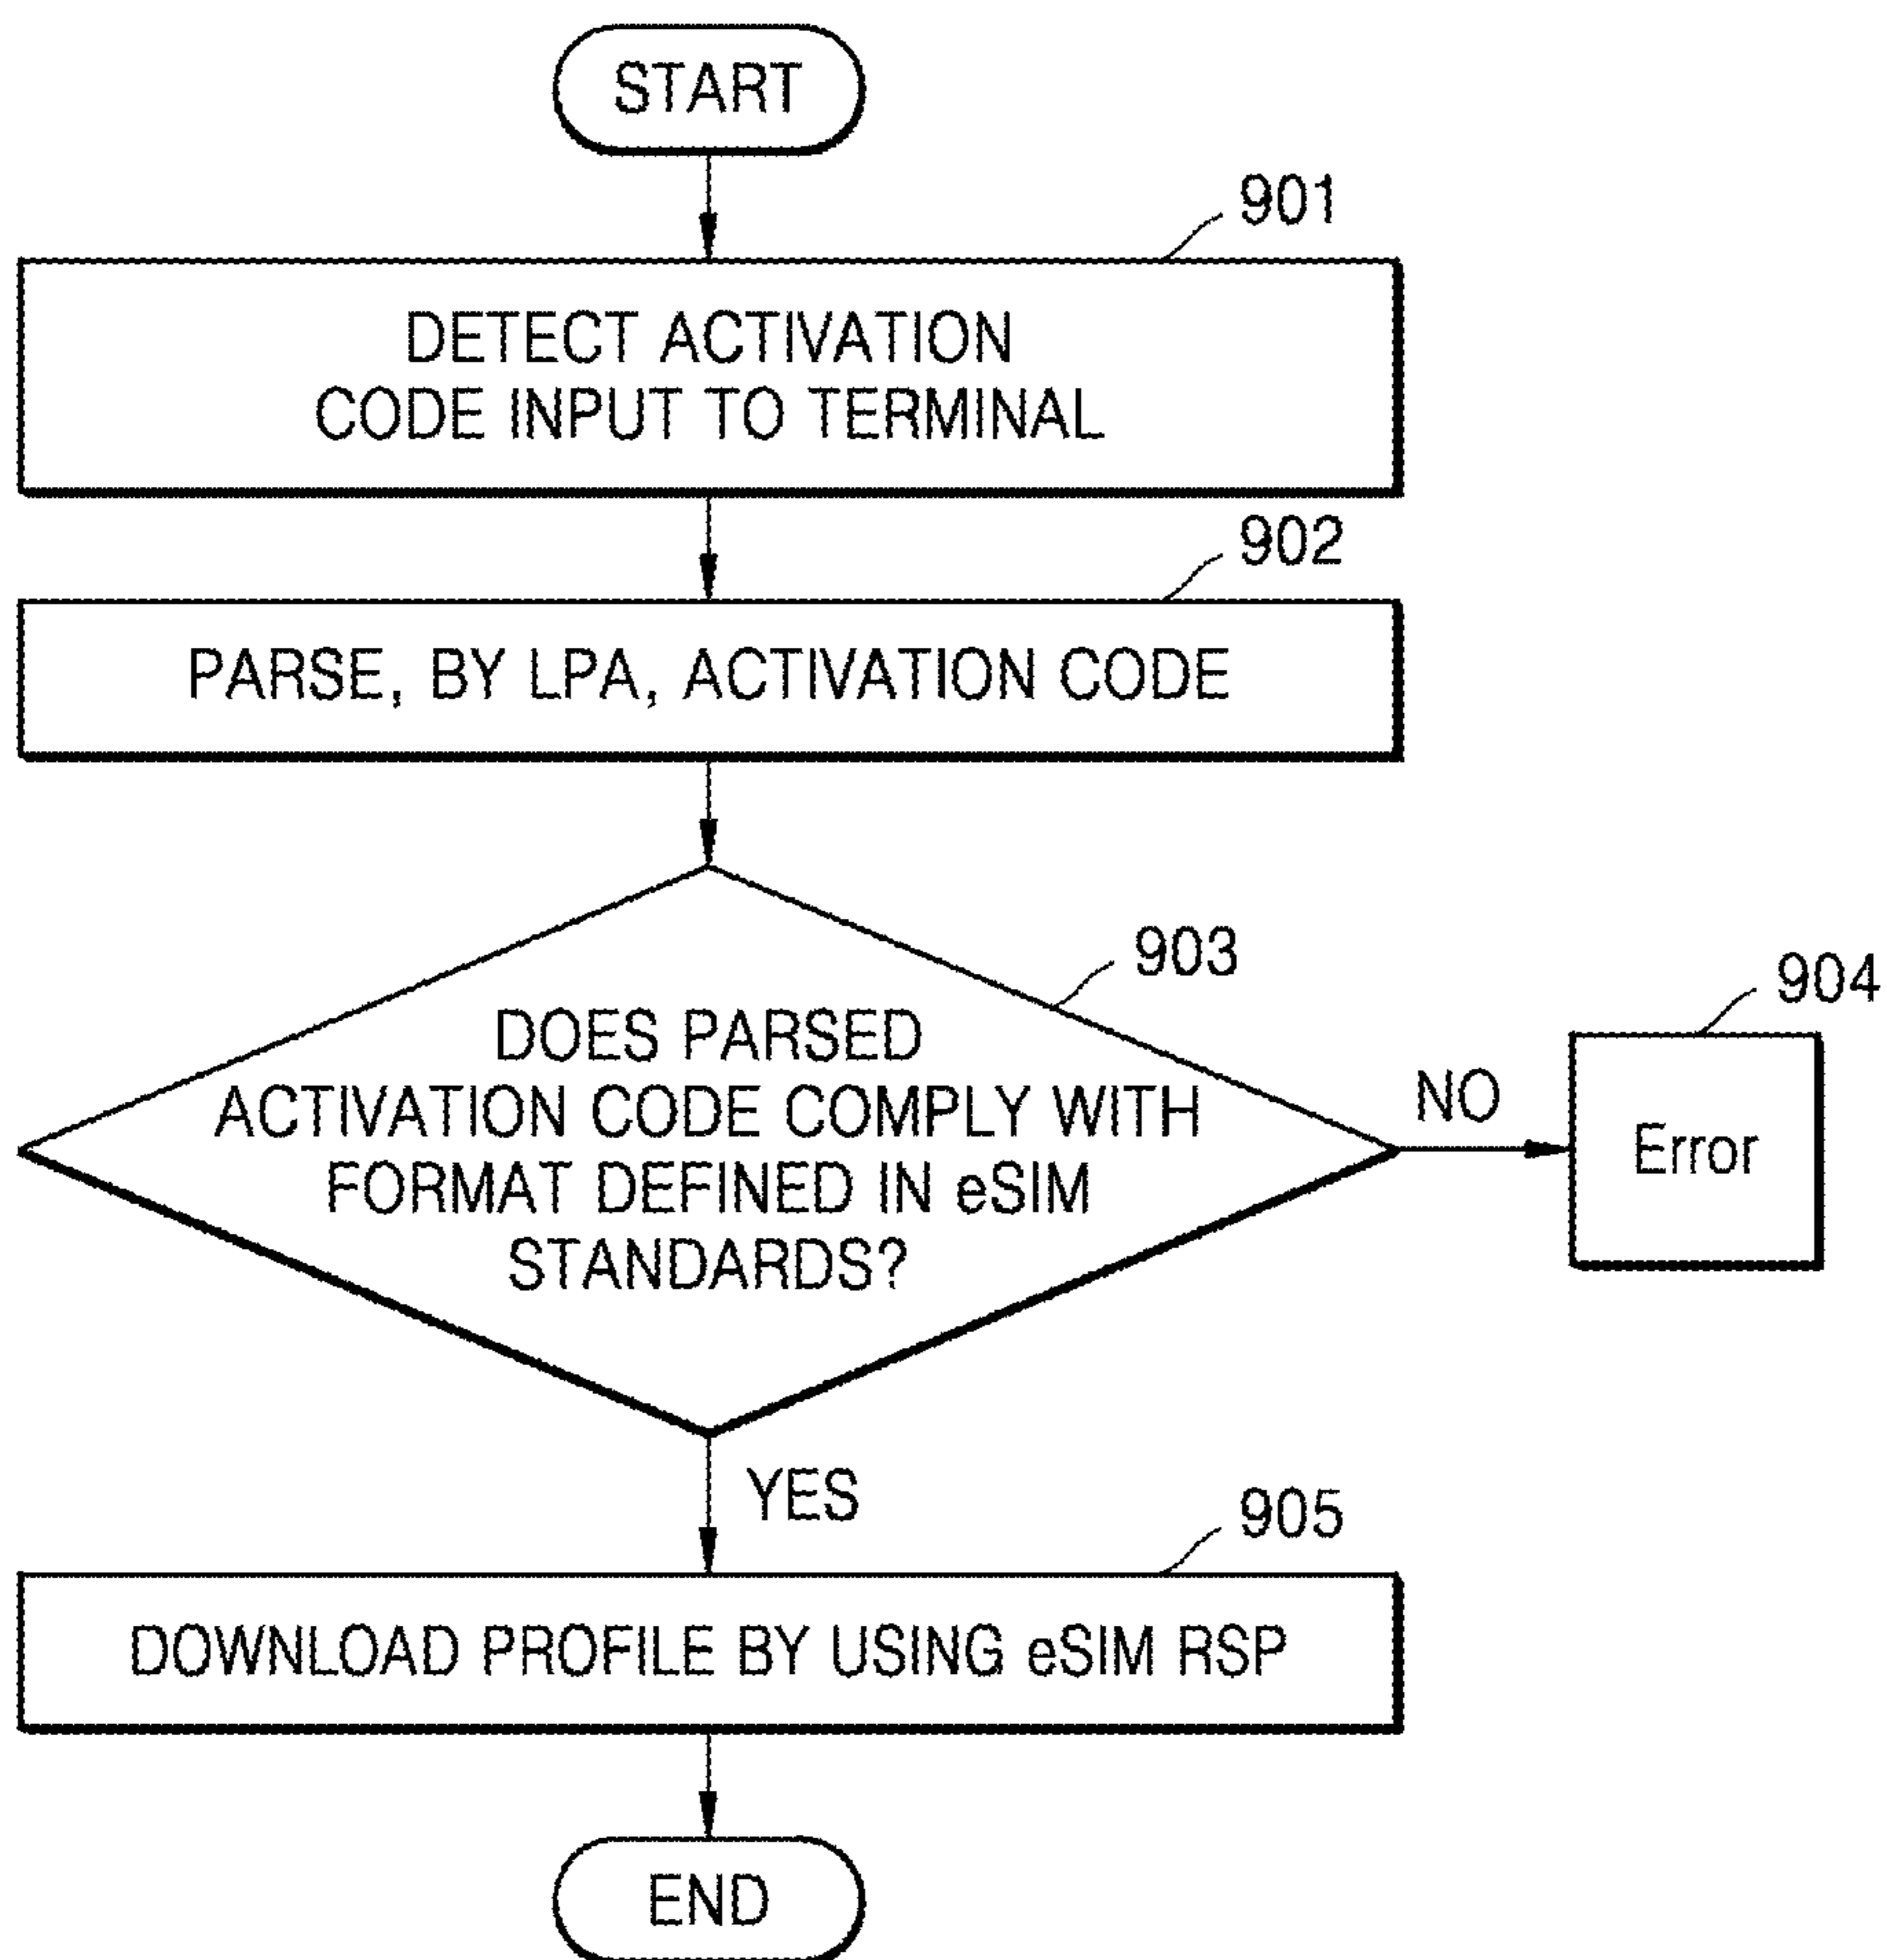 START
901
DETECT ACTIVATION
CODE INPUT TO TERMINAL
902
PARSE, BY LPA, ACTIVATION CODE
903
DOES PARSED
ACTIVATION CODE COMPLY WITH
FORMAT DEFINED IN eSIM
STANDARDS?
NO
904
Error
YES
905
DOWNLOAD PROFILE BY USING eSIM RSP
END